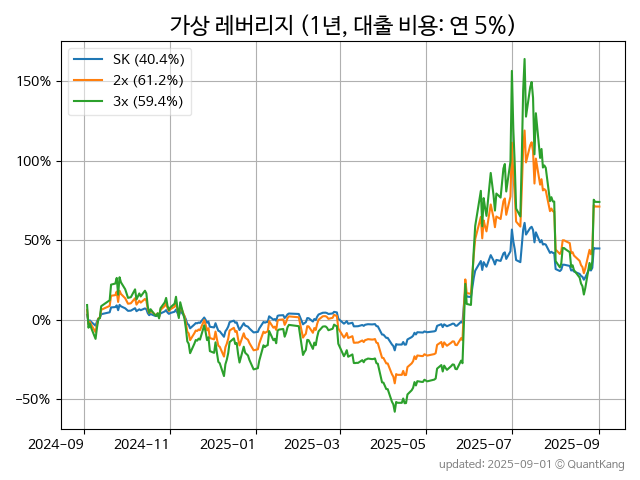 가상 레버리지 (1년, 대출 비용: 연 5%)
SK (40.4%)
2x (61.2%)
3x (59.4%)
150%
100%
50%
0%
−50%
2024-09 2024-11 2025-01 2025-03 2025-05 2025-07 2025-09
updated: 2025-09-01 © QuantKang